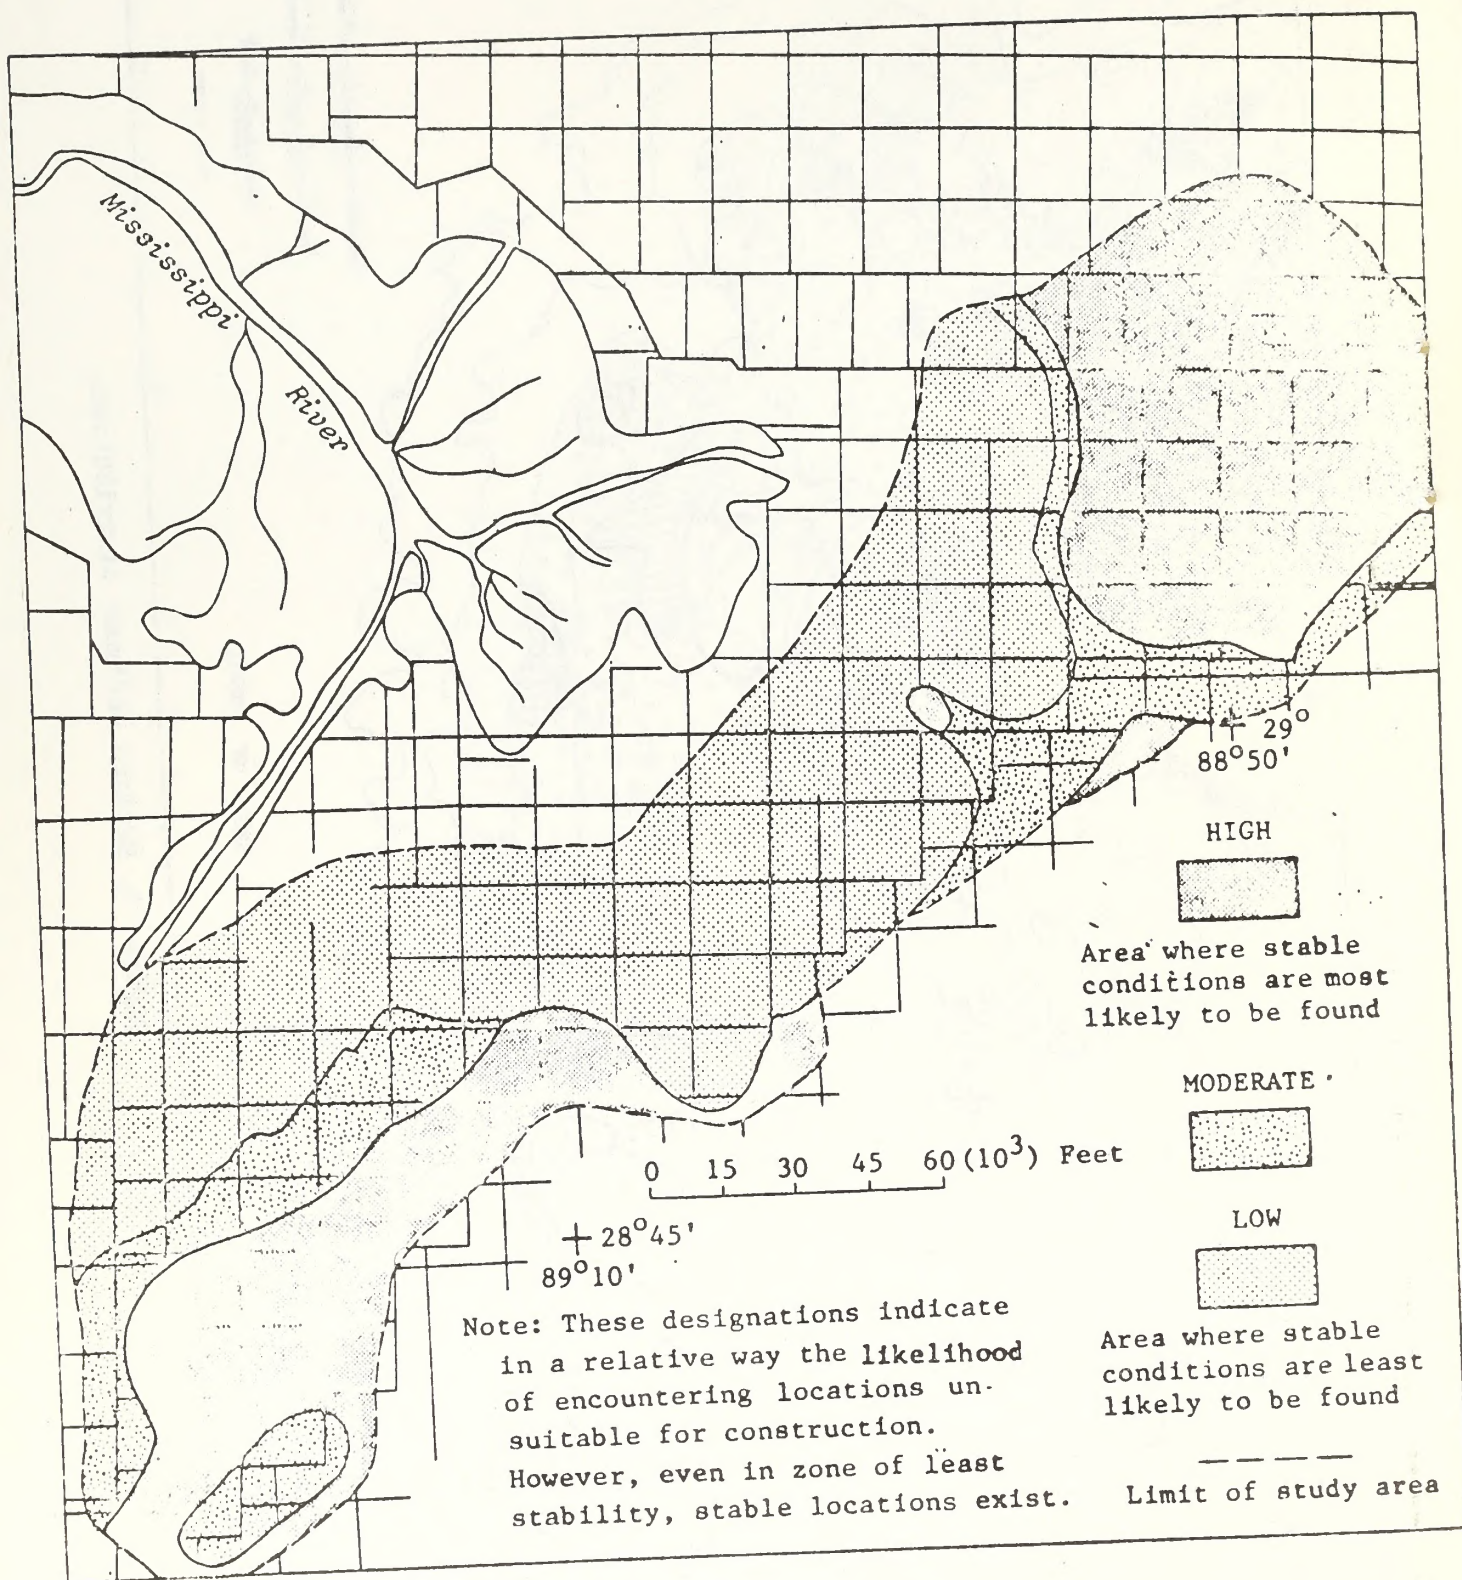 Mississippi
River
29°
88°50'
HIGH
Area where stable
conditions are most
likely to be found
MODERATE
0 15 30 45 60 (10³) Feet
LOW
28°45'
89°10'
Note: These designations indicate
in a relative way the likelihood
of encountering locations un-
suitable for construction.
However, even in zone of least
stability, stable locations exist.
Area where stable
conditions are least
likely to be found
Limit of study area